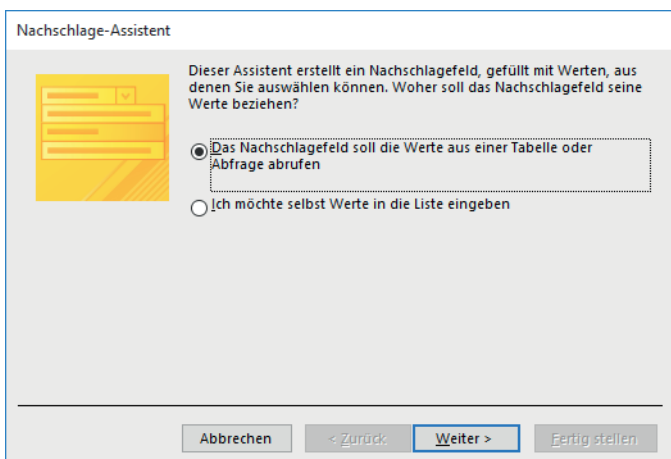 Nachschlage-Assistent
Dieser Assistent erstellt ein Nachschlagefeld, gefüllt mit Werten, aus
denen Sie auswählen können. Woher soll das Nachschlagefeld seine
Werte beziehen?
Das Nachschlagefeld soll die Werte aus einer Tabelle oder
Abfrage abrufen
Ich möchte selbst Werte in die Liste eingeben
Abbrechen < Zurück Weiter > Fertig stellen